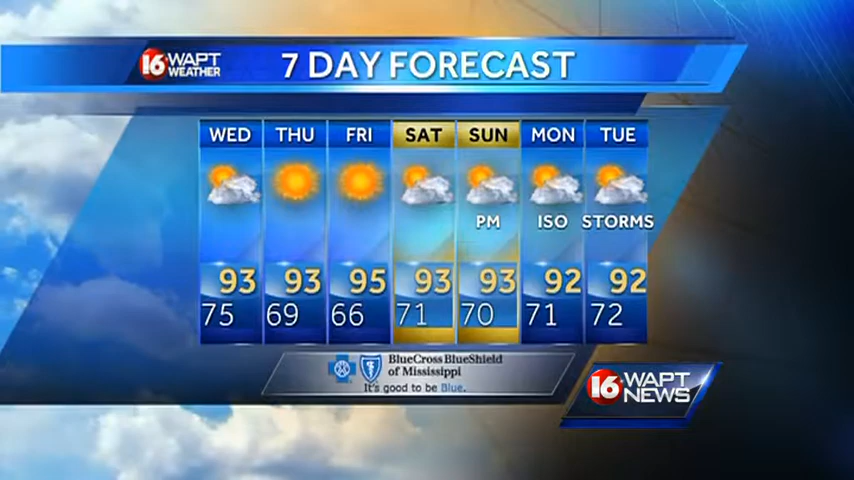 16 WAPT
WEATHER
7 DAY FORECAST
WED THU FRI SAT SUN MON TUE
PM ISO STORMS
93 93 95 93 93 92 92
75 69 66 71 70 71 72
BlueCross BlueShield
of Mississippi
It's good to be Blue.
16 WAPT
NEWS